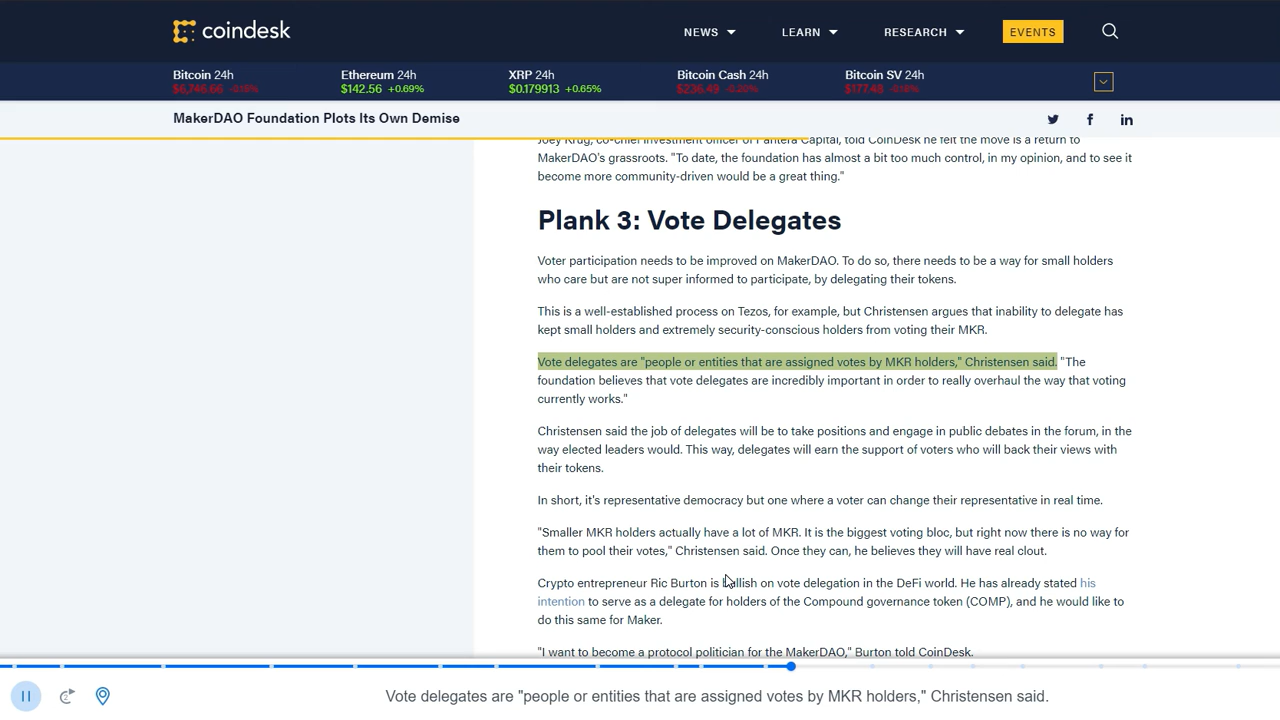 coindesk
NEWS LEARN RESEARCH EVENTS
Bitcoin 24h Ethereum 24h XRP 24h Bitcoin Cash 24h Bitcoin SV 24h
$6,746.66 -0.15% $142.56 +0.69% $0.179913 +0.65% $236.49 -0.20% $177.48
MakerDAO Foundation Plots Its Own Demise
Joey Krug, co-chief investment officer of Pantera Capital, told CoinDesk he felt the move is a return to
MakerDAO's grassroots. "To date, the foundation has almost a bit too much control, in my opinion, and to see it
become more community-driven would be a great thing."
Plank 3: Vote Delegates
Voter participation needs to be improved on MakerDAO. To do so, there needs to be a way for small holders
who care but are not super informed to participate, by delegating their tokens.
This is a well-established process on Tezos, for example, but Christensen argues that inability to delegate has
kept small holders and extremely security-conscious holders from voting their MKR.
Vote delegates are "people or entities that are assigned votes by MKR holders," Christensen said. "The
foundation believes that vote delegates are incredibly important in order to really overhaul the way that voting
currently works."
Christensen said the job of delegates will be to take positions and engage in public debates in the forum, in the
way elected leaders would. This way, delegates will earn the support of voters who will back their views with
their tokens.
In short, it's representative democracy but one where a voter can change their representative in real time.
"Smaller MKR holders actually have a lot of MKR. It is the biggest voting bloc, but right now there is no way for
them to pool their votes," Christensen said. Once they can, he believes they will have real clout.
Crypto entrepreneur Ric Burton is bullish on vote delegation in the DeFi world. He has already stated his
intention to serve as a delegate for holders of the Compound governance token (COMP), and he would like to
do this same for Maker.
"I want to become a protocol politician for the MakerDAO," Burton told CoinDesk.
Vote delegates are "people or entities that are assigned votes by MKR holders," Christensen said.